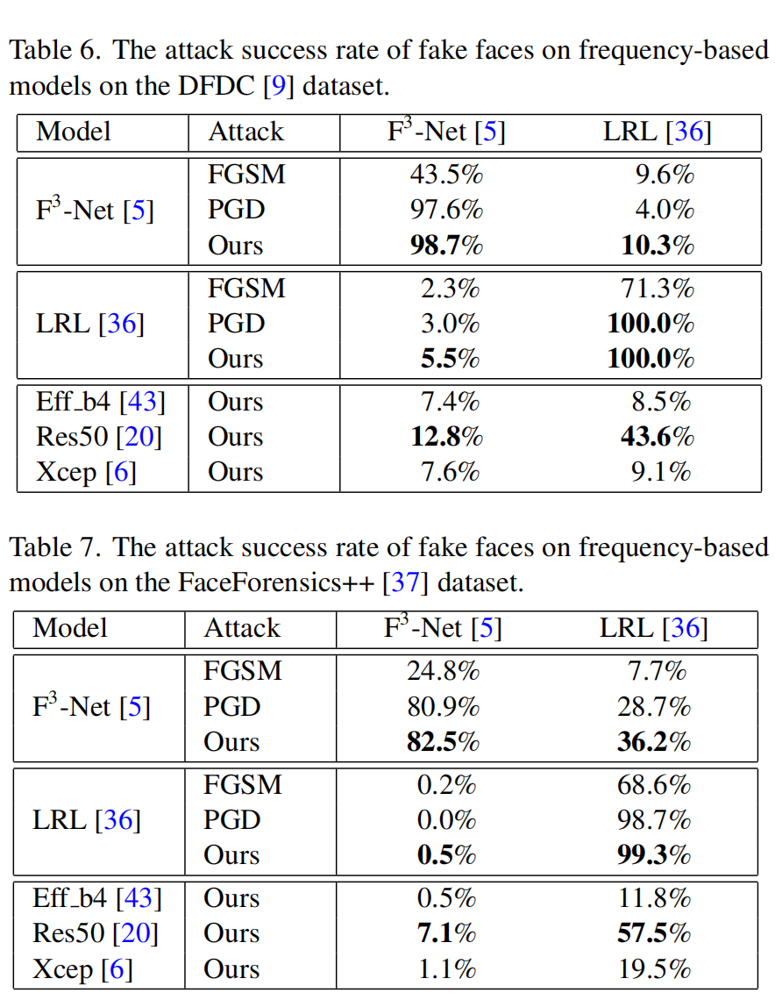 Table 6. The attack success rate of fake faces on frequency-based
models on the DFDC [9] dataset.
Model Attack F³-Net [5] LRL [36]
FGSM 43.5% 9.6%
F³-Net [5] PGD 97.6% 4.0%
Ours 98.7% 10.3%
FGSM 2.3% 71.3%
LRL [36] PGD 3.0% 100.0%
Ours 5.5% 100.0%
Eff_b4 [43] Ours 7.4% 8.5%
Res50 [20] Ours 12.8% 43.6%
Xcep [6] Ours 7.6% 9.1%
Table 7. The attack success rate of fake faces on frequency-based
models on the FaceForensics++ [37] dataset.
Model Attack F³-Net [5] LRL [36]
FGSM 24.8% 7.7%
F³-Net [5] PGD 80.9% 28.7%
Ours 82.5% 36.2%
FGSM 0.2% 68.6%
LRL [36] PGD 0.0% 98.7%
Ours 0.5% 99.3%
Eff_b4 [43] Ours 0.5% 11.8%
Res50 [20] Ours 7.1% 57.5%
Xcep [6] Ours 1.1% 19.5%